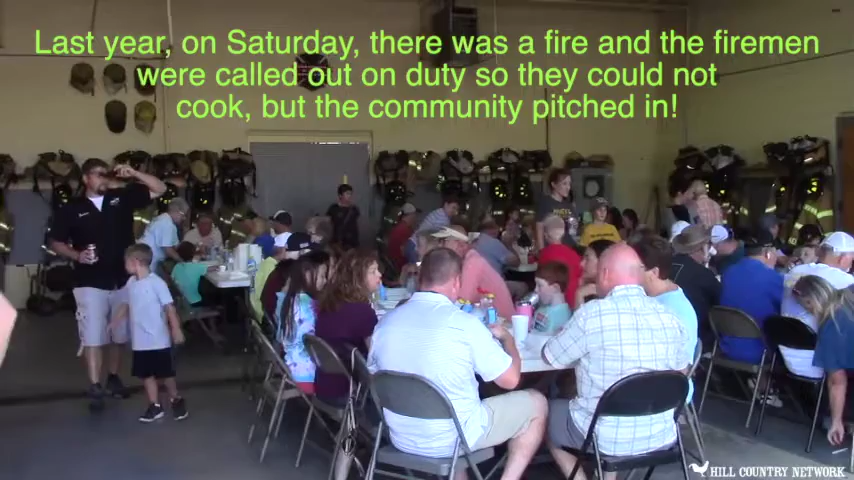 Last year, on Saturday, there was a fire and the firemen
were called out on duty so they could not
cook, but the community pitched in!
HILL COUNTRY NETWORK